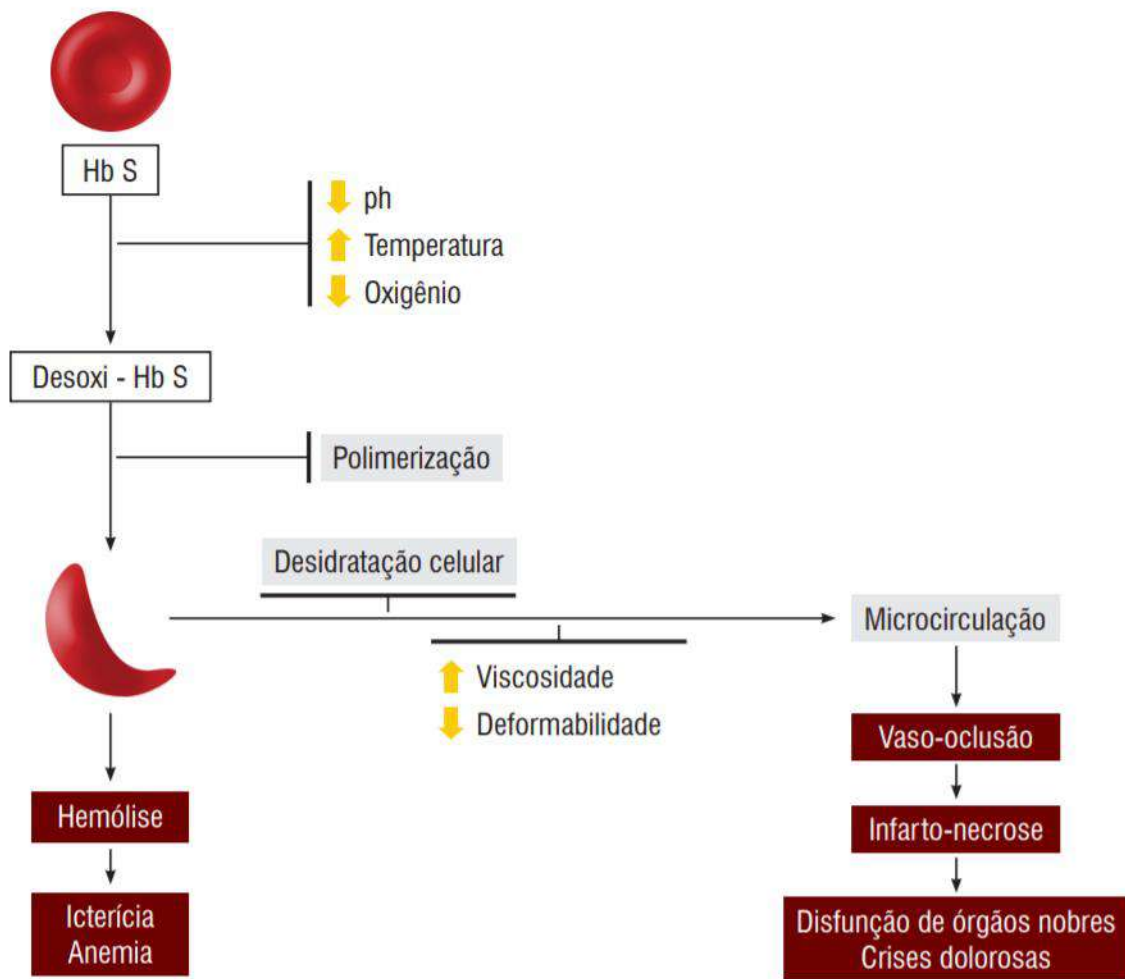 Hb S
ph
Temperatura
Oxigênio
Desoxi - Hb S
Polimerização
Desidratação celular
Microcirculação
Viscosidade
Deformabilidade
Vaso-oclusão
Hemólise
Infarto-necrose
Icterícia
Anemia
Disfunção de órgãos nobres
Crises dolorosas